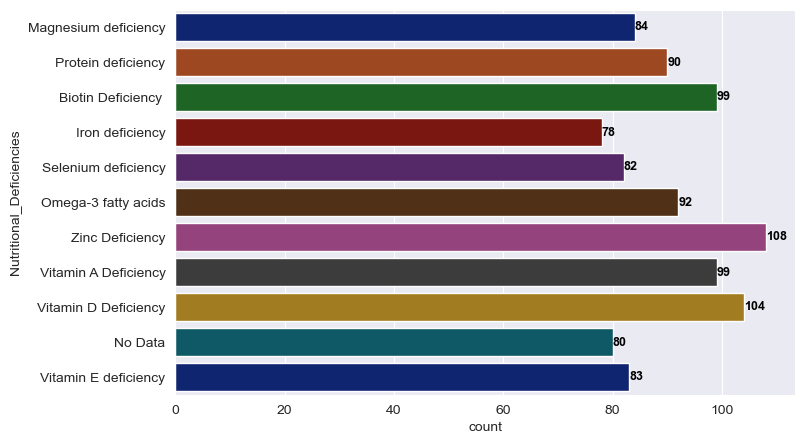 Magnesium deficiency 84
Protein deficiency 90
Biotin Deficiency 99
Iron deficiency 78
Selenium deficiency 82
Omega-3 fatty acids 92
Zinc Deficiency 108
Vitamin A Deficiency 99
Vitamin D Deficiency 104
No Data 80
Vitamin E deficiency 83
0 20 40 60 80 100
count
Nutritional_Deficiencies